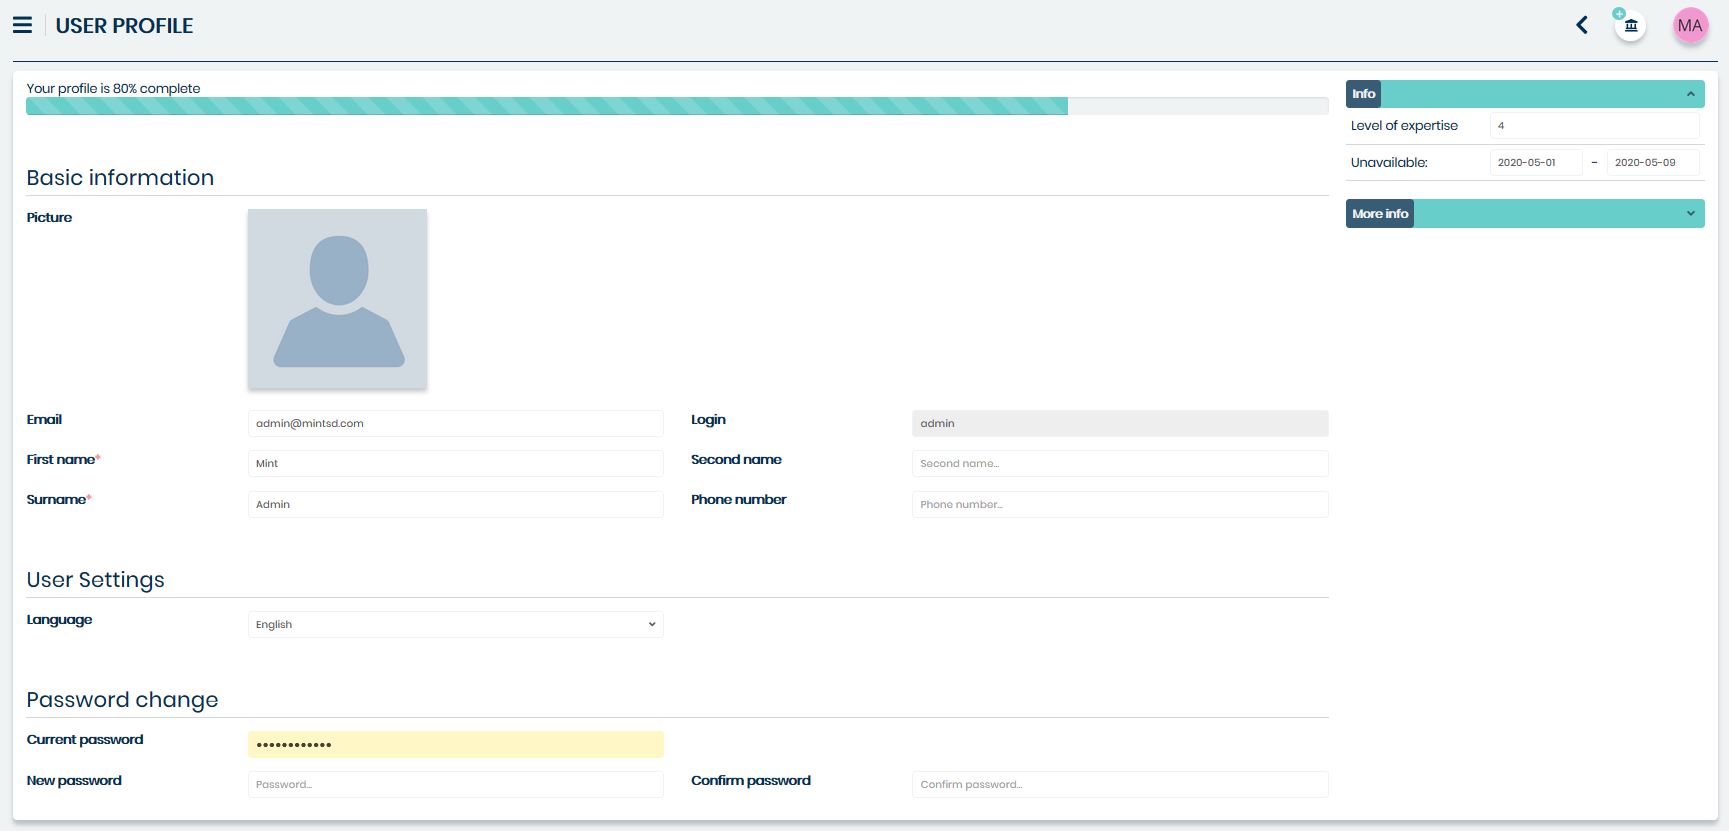 USER PROFILE
MA
Your profile is 80% complete
Info
Level of expertise 4
Unavailable: 2020-05-01 - 2020-05-09
More info
Basic information
Picture
Email admin@mintsd.com Login admin
First name* Mint Second name Second name...
Surname* Admin Phone number Phone number...
User Settings
Language English
Password change
Current password ••••••••••••
New password Password... Confirm password Confirm password...